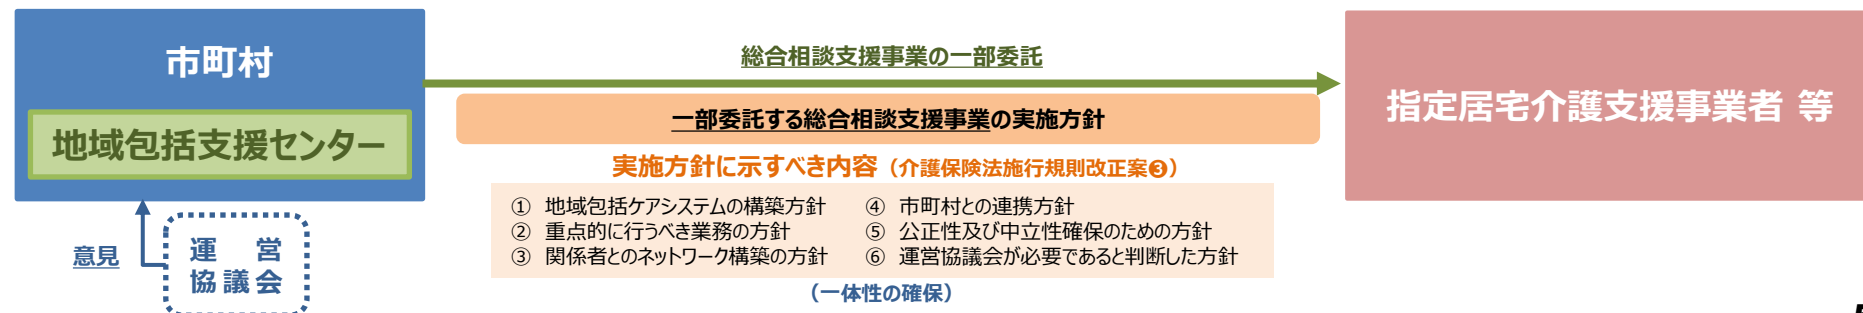 市町村
地域包括支援センター
意見
運 営
協議会
総合相談支援事業の一部委託
一部委託する総合相談支援事業の実施方針
実施方針に示すべき内容（介護保険法施行規則改正案❸）
① 地域包括ケアシステムの構築方針
② 重点的に行うべき業務の方針
③ 関係者とのネットワーク構築の方針
④ 市町村との連携方針
⑤ 公正性及び中立性確保のための方針
⑥ 運営協議会が必要であると判断した方針
（一体性の確保）
指定居宅介護支援事業者 等